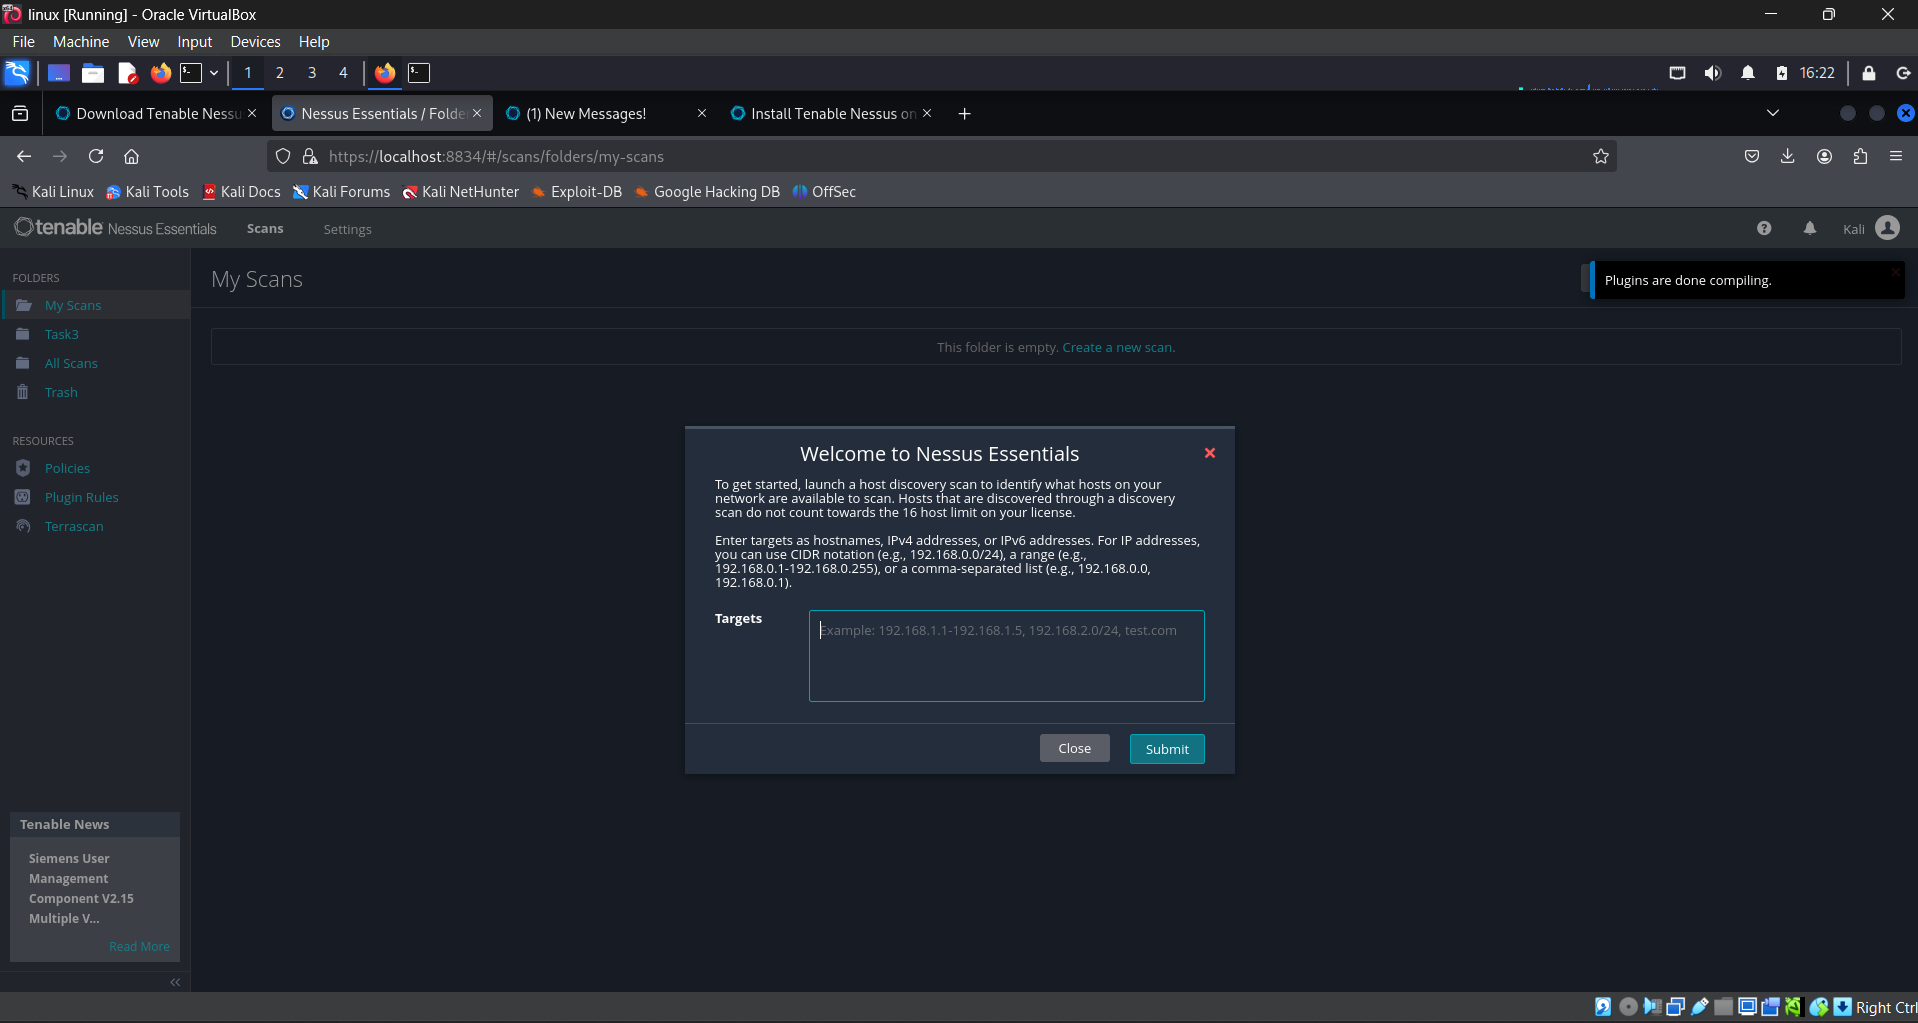 linux [Running] - Oracle VirtualBox
File Machine View Input Devices Help
1 2 3 4 16:22
Download Tenable Nessu (1) New Messages! Install Tenable Nessus on
Nessus Essentials / Folde
https://localhost:8834/#/scans/folders/my-scans
Kali Linux Kali Tools Kali Docs Kali Forums Kali NetHunter Exploit-DB Google Hacking DB OffSec
tenable Nessus Essentials Scans Settings Kali
FOLDERS
My Scans
Task3
All Scans
Trash
RESOURCES
Policies
Plugin Rules
Terrascan
My Scans
Plugins are done compiling.
This folder is empty. Create a new scan.
Welcome to Nessus Essentials
To get started, launch a host discovery scan to identify what hosts on your
network are available to scan. Hosts that are discovered through a discovery
scan do not count towards the 16 host limit on your license.
Enter targets as hostnames, IPv4 addresses, or IPv6 addresses. For IP addresses,
you can use CIDR notation (e.g., 192.168.0.0/24), a range (e.g.,
192.168.0.1-192.168.0.255), or a comma-separated list (e.g., 192.168.0.0,
192.168.0.1).
Targets
Example: 192.168.1.1-192.168.1.5, 192.168.2.0/24, test.com
Close Submit
Tenable News
Siemens User
Management
Component V2.15
Multiple V...
Read More
Right Ctrl